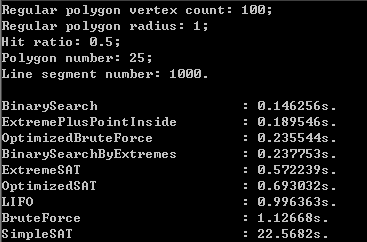 Regular polygon vertex count: 100;
Regular polygon radius: 1;
Hit ratio: 0.5;
Polygon number: 25;
Line segment number: 1000.
BinarySearch : 0.146256s.
ExtremePlusPointInside : 0.189546s.
OptimizedBruteForce : 0.235544s.
BinarySearchByExtremes : 0.237753s.
ExtremeSAT : 0.572239s.
OptimizedSAT : 0.693032s.
LIFO : 0.996363s.
BruteForce : 1.12668s.
SimpleSAT : 22.5682s.